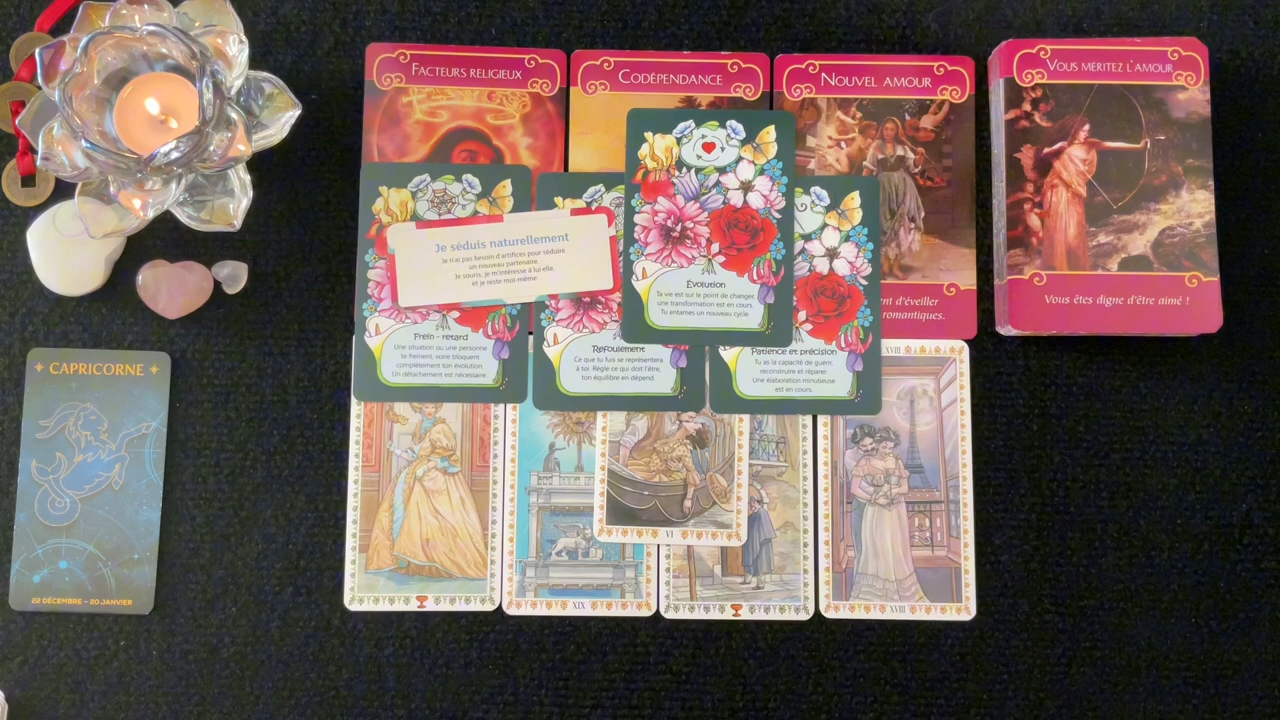 FACTEURS RELIGIEUX
CODÉPENDANCE
NOUVEL AMOUR
VOUS MERITEZ L'AMOUR
Je séduis naturellement
Je n'ai pas besoin d'artifices pour séduire
un nouveau partenaire.
Je souris, je m'intéresse à lui·elle,
et je reste moi-même.
Évolution
Ta vie est sur le point de changer,
une transformation est en cours.
Tu entames un nouveau cycle.
nt d'éveiller
romantiques.
Vous êtes digne d'être aimé !
Frein - retard
Une situation ou une personne
te freinent, voire bloquent
complètement ton évolution.
Un détachement est nécessaire.
Refoulement
Ce que tu fuis se représentera
à toi. Règle ce qui doit l'être,
ton équilibre en dépend.
Patience et précision
Tu as la capacité de guérir,
reconstruire et réparer.
Une élaboration minutieuse
est en cours.
XVIII
CAPRICORNE
22 DÉCEMBRE – 20 JANVIER
VI
XIX
XVIII